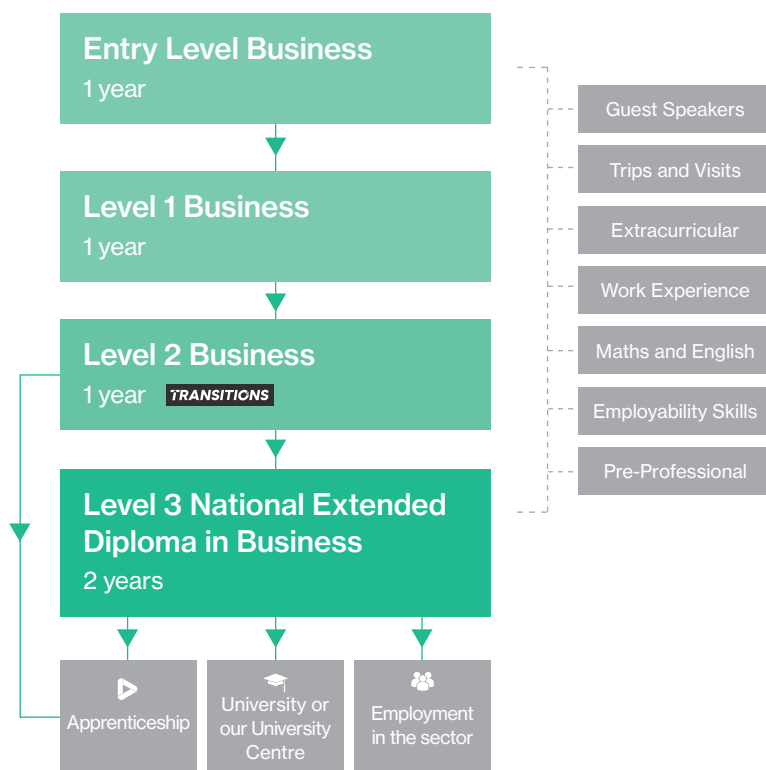 Entry Level Business
1 year
Level 1 Business
1 year
Level 2 Business
1 year TRANSITIONS
Level 3 National Extended
Diploma in Business
2 years
Apprenticeship
University or
our University
Centre
Employment
in the sector
Guest Speakers
Trips and Visits
Extracurricular
Work Experience
Maths and English
Employability Skills
Pre-Professional